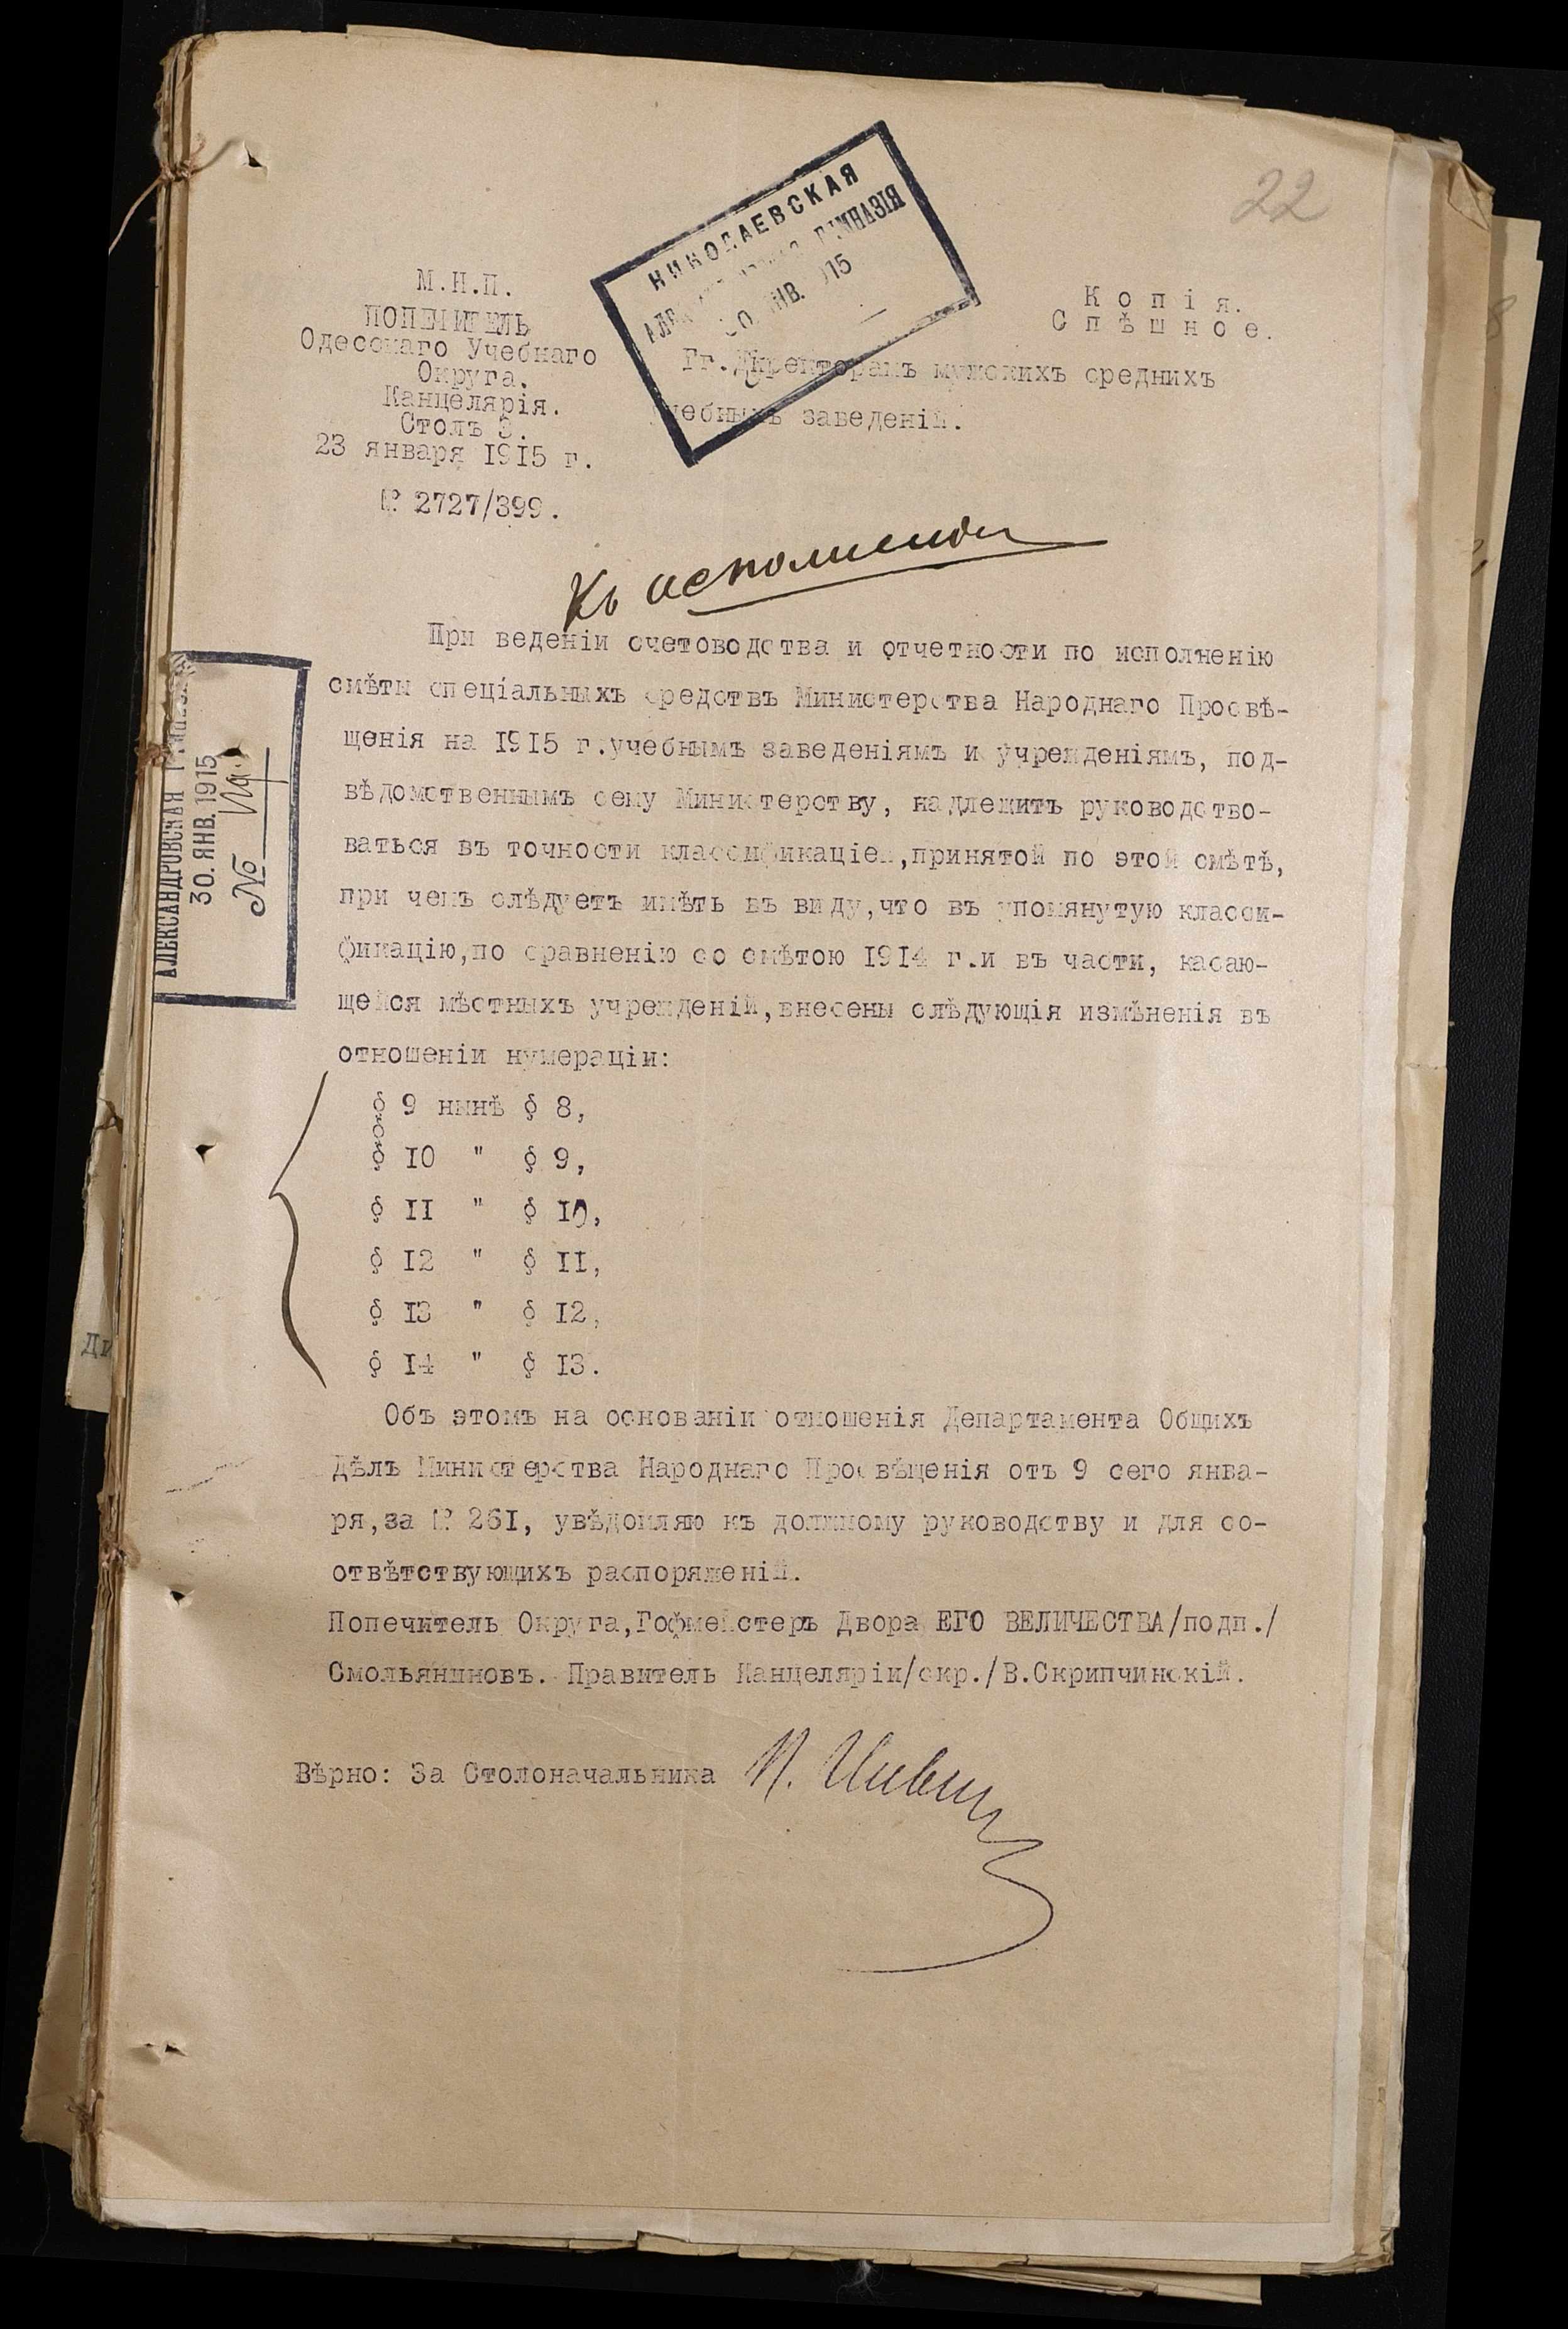 22
НИКОЛАЕВСКАЯ
АЛЕКСАНДРОВСКАЯ ГИМНАЗІЯ
30. ЯНВ. 1915
М.Н.П.
ПОПЕЧИТЕЛЬ
Одесскаго Учебнаго
Округа.
Канцелярія.
Столъ 3.
23 января 1915 г.
№ 2727/399.
Копія.
Спѣшное.
Гг.Директорамъ мужскихъ среднихъ
учебныхъ заведеній.
Къ исполненію
При веденіи счетоводства и отчетности по исполненію
смѣты спеціальныхъ средствъ Министерства Народнаго Просвѣ-
щенія на 1915 г.учебнымъ заведеніямъ и учрежденіямъ, под-
вѣдомственнымъ сему Министерству, надлежитъ руководство-
ваться въ точности классификаціей,принятой по этой смѣтѣ,
при чемъ слѣдуетъ имѣть въ виду,что въ упомянутую класси-
фикацію,по сравненію со смѣтою 1914 г.и въ части, касаю-
щейся мѣстныхъ учрежденій,внесены слѣдующія измѣненія въ
отношеніи нумераціи:
§ 9 нынѣ § 8,
§ 10 " § 9,
§ 11 " § 10,
§ 12 " § 11,
§ 13 " § 12,
§ 14 " § 13.
Объ этомъ на основаніи отношенія Департамента Общихъ
Дѣлъ Министерства Народнаго Просвѣщенія отъ 9 сего янва-
ря,за № 261, увѣдомляю къ должному руководству и для со-
отвѣтствующихъ распоряженій.
Попечитель Округа,Гофмейстеръ Двора ЕГО ВЕЛИЧЕСТВА/подп./
Смольяниновъ. Правитель Канцеляріи/скр./В.Скрипчинскій.
Вѣрно: За Столоначальника
АЛЕКСАНДРОВСКАЯ ГИМНАЗІЯ
30. ЯНВ. 1915
№
Ди